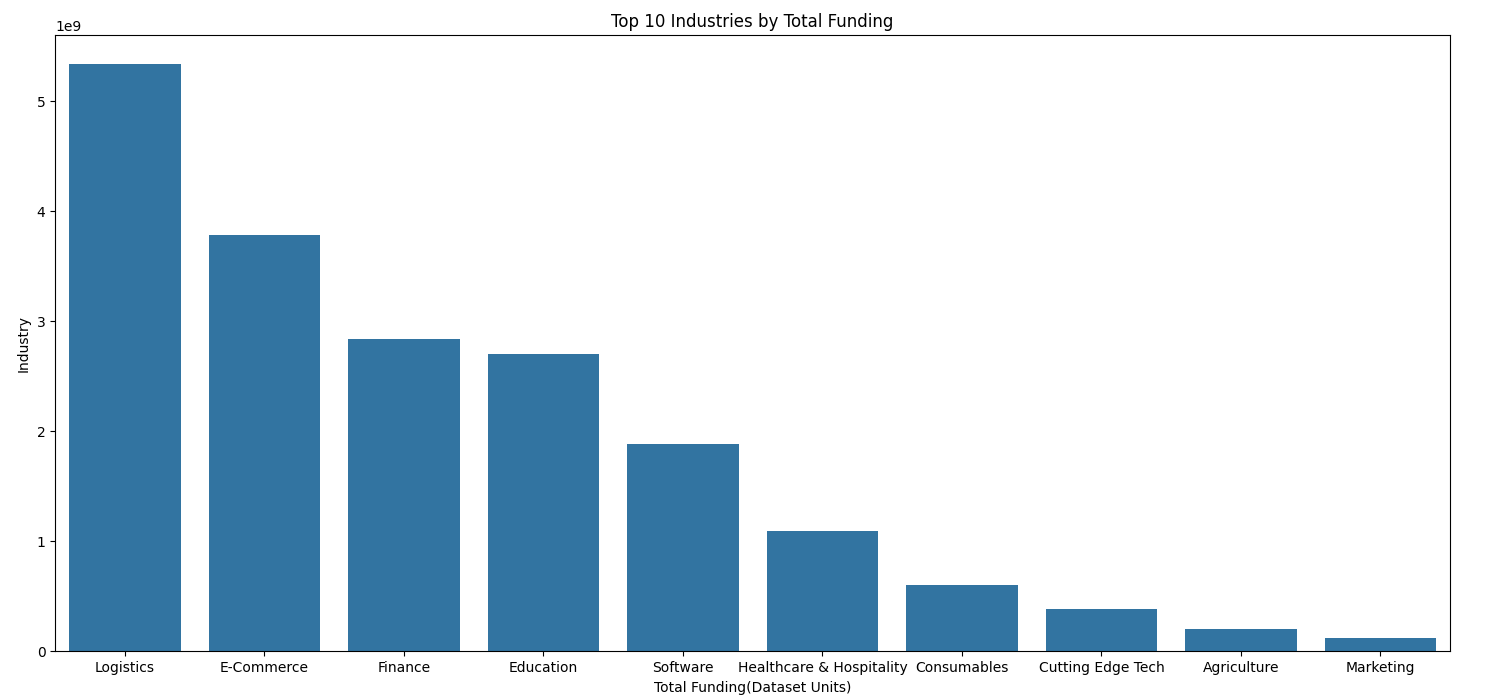 Top 10 Industries by Total Funding
1e9
5
4
3
2
1
0
Industry
Logistics E-Commerce Finance Education Software Healthcare & Hospitality Consumables Cutting Edge Tech Agriculture Marketing
Total Funding(Dataset Units)